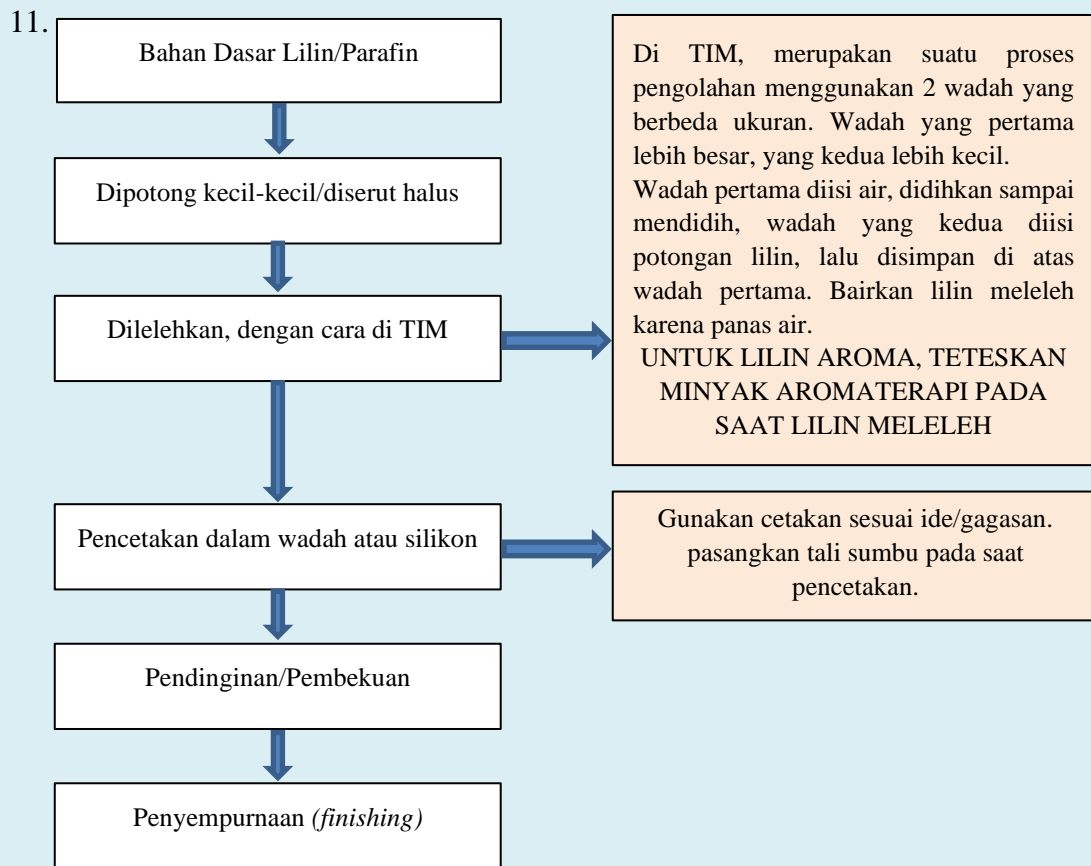 11.
Bahan Dasar Lilin/Parafin
Dipotong kecil-kecil/diserut halus
Dilelehkan, dengan cara di TIM
Di TIM, merupakan suatu proses
pengolahan menggunakan 2 wadah yang
berbeda ukuran. Wadah yang pertama
lebih besar, yang kedua lebih kecil.
Wadah pertama diisi air, didihkan sampai
mendidih, wadah yang kedua diisi
potongan lilin, lalu disimpan di atas
wadah pertama. Bairkan lilin meleleh
karena panas air.
UNTUK LILIN AROMA, TETESKAN
MINYAK AROMATERAPI PADA
SAAT LILIN MELELEH
Pencetakan dalam wadah atau silikon
Gunakan cetakan sesuai ide/gagasan.
pasangkan tali sumbu pada saat
pencetakan.
Pendinginan/Pembekuan
Penyempurnaan (finishing)